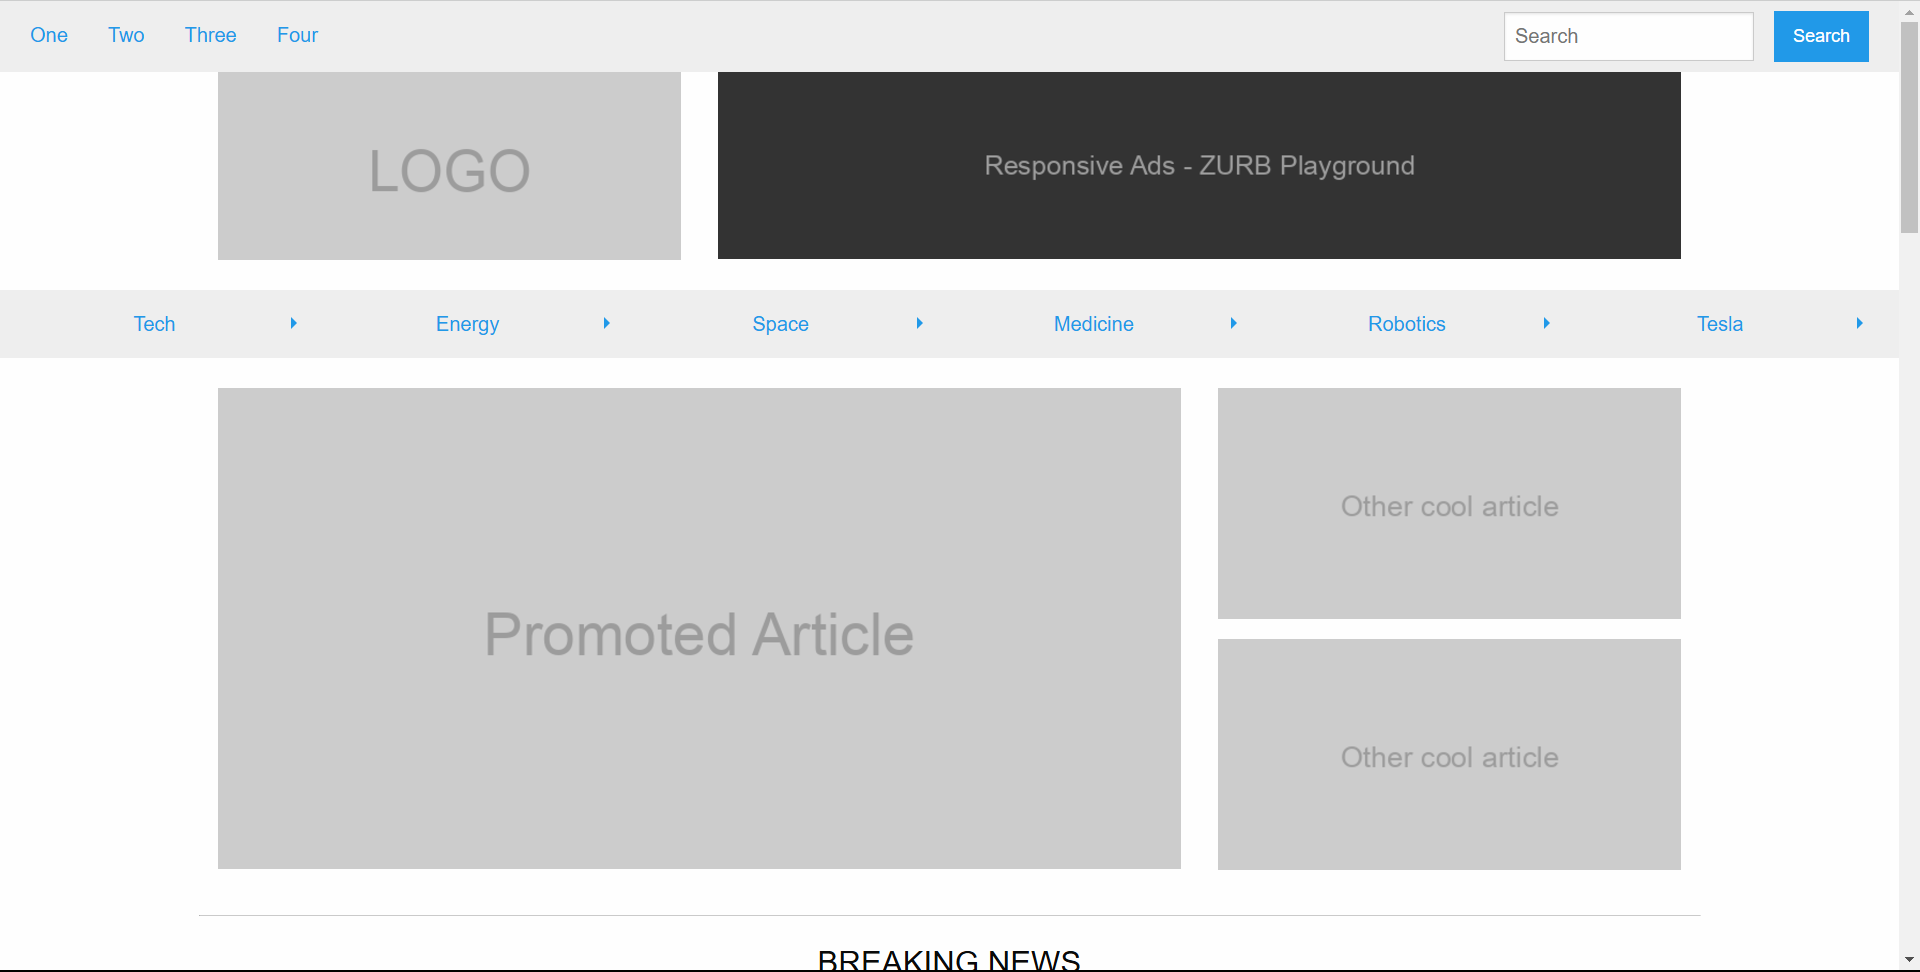 One Two Three Four Search Search
LOGO
Responsive Ads - ZURB Playground
Tech Energy Space Medicine Robotics Tesla
Promoted Article
Other cool article
Other cool article
BREAKING NEWS